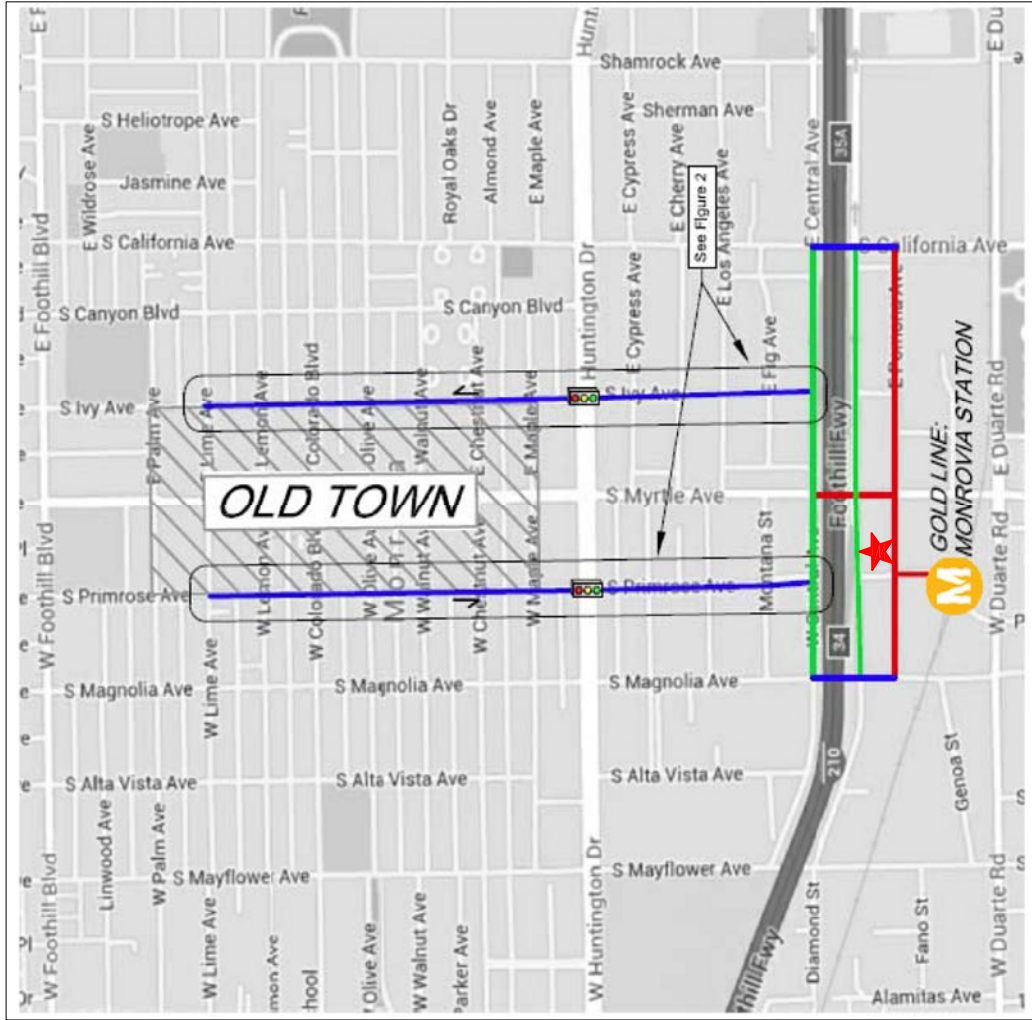 Shamrock Ave
Sherman Ave
S Heliotrope Ave
E Wildrose Ave
Jasmine Ave
Royal Oaks Dr
Almond Ave
E Maple Ave
E Cypress Ave
E Cherry Ave
E Los Angeles Ave
E Central Ave
35A
See Figure 2
S California Ave
S California Ave
E Foothill Blvd
S Canyon Blvd
S Canyon Blvd
Huntington Dr
E Cypress Ave
E Fig Ave
E Pomona Ave
S Ivy Ave
S Ivy Ave
E Palm Ave
Lime Ave
Lemon Ave
Colorado Blvd
Olive Ave
Walnut Ave
E Chestnut Ave
E Maple Ave
Foothill Fwy
E Duarte Rd
OLD TOWN
S Myrtle Ave
GOLD LINE:
MONROVIA STATION
M
Montana St
S Primrose Ave
S Primrose Ave
W Lemon Ave
W Colorado Bl
W Olive Ave
W Walnut Ave
W Chestnut Ave
W Maple Ave
W Central Ave
W Duarte Rd
W Foothill Blvd
34
S Magnolia Ave
S Magnolia Ave
S Magnolia Ave
W Lime Ave
S Alta Vista Ave
S Alta Vista Ave
S Alta Vista Ave
210
Genoa St
Linwood Ave
W Palm Ave
S Mayflower Ave
S Mayflower Ave
W Foothill Blvd
W Lime Ave
mon Ave
hool
Olive Ave
W Walnut Ave
Parker Ave
W Huntington Dr
thill Fwy
Diamond St
Fano St
W Duarte Rd
Alamitas Ave